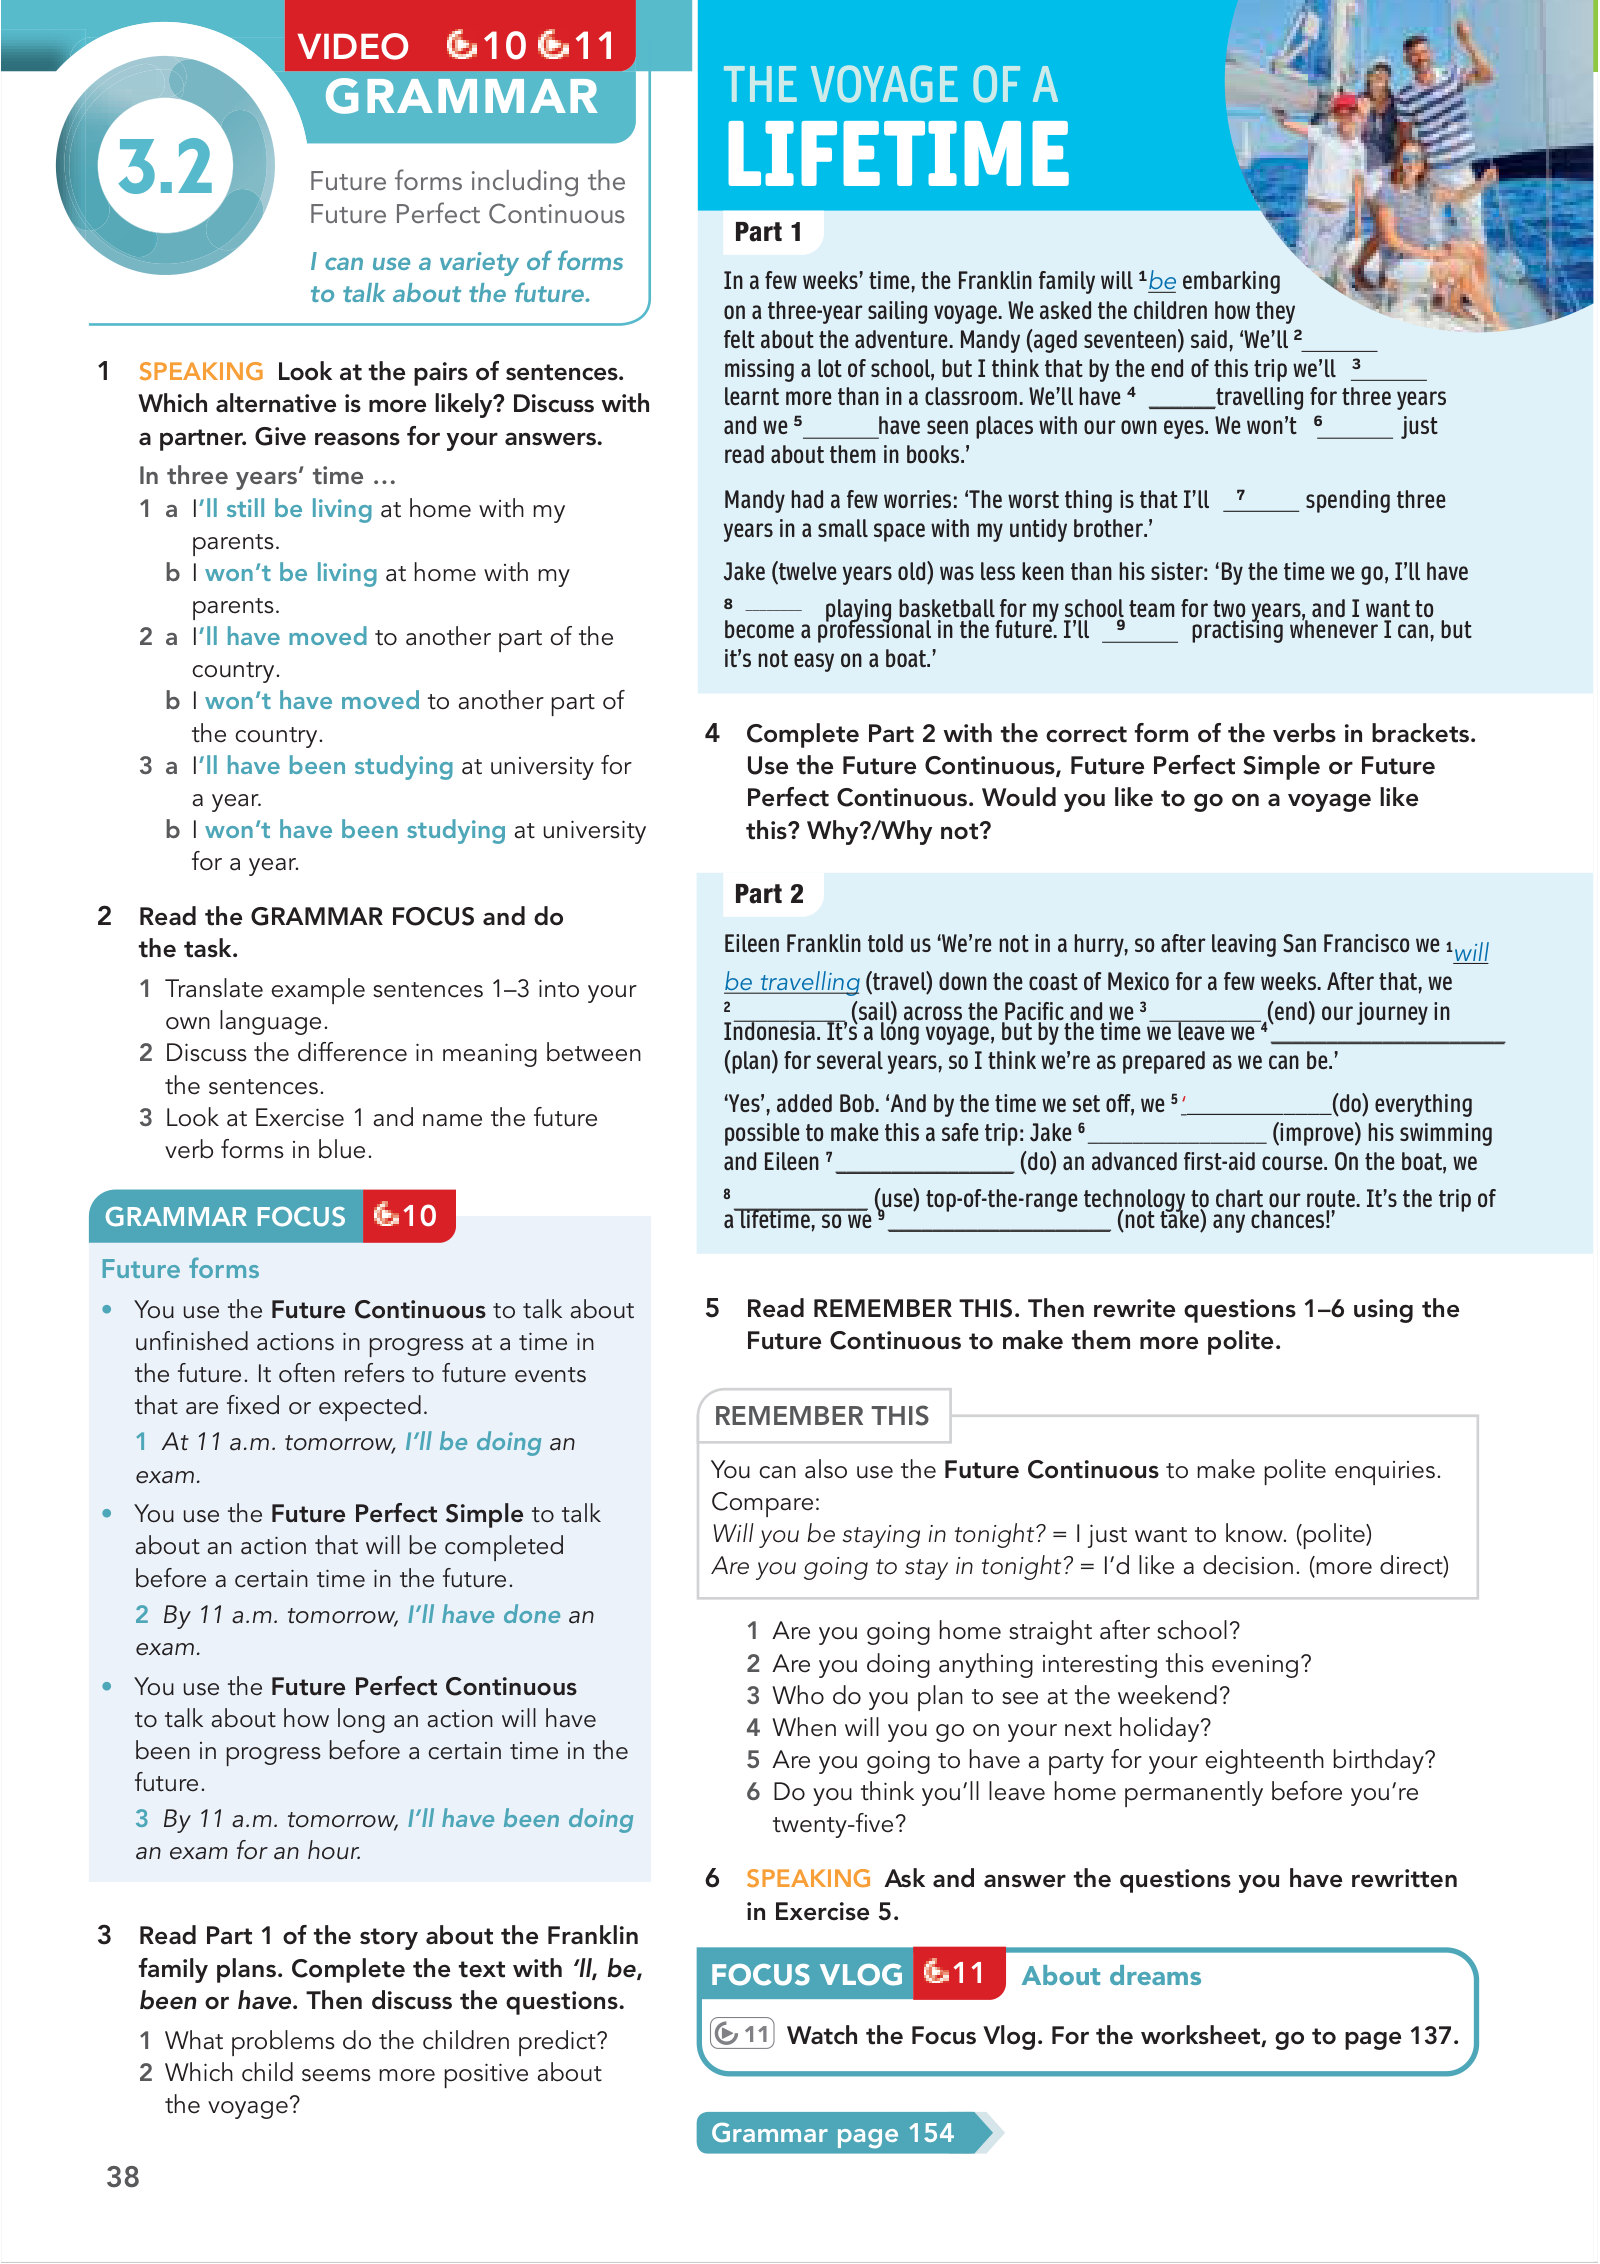 VIDEO 10 11
GRAMMAR
3.2
Future forms including the
Future Perfect Continuous
I can use a variety of forms
to talk about the future.
1 SPEAKING Look at the pairs of sentences.
Which alternative is more likely? Discuss with
a partner. Give reasons for your answers.
In three years' time …
1 a I'll still be living at home with my
parents.
b I won't be living at home with my
parents.
2 a I'll have moved to another part of the
country.
b I won't have moved to another part of
the country.
3 a I'll have been studying at university for
a year.
b I won't have been studying at university
for a year.
2 Read the GRAMMAR FOCUS and do
the task.
1 Translate example sentences 1–3 into your
own language.
2 Discuss the difference in meaning between
the sentences.
3 Look at Exercise 1 and name the future
verb forms in blue.
GRAMMAR FOCUS 10
Future forms
• You use the Future Continuous to talk about
unfinished actions in progress at a time in
the future. It often refers to future events
that are fixed or expected.
1 At 11 a.m. tomorrow, I'll be doing an
exam.
• You use the Future Perfect Simple to talk
about an action that will be completed
before a certain time in the future.
2 By 11 a.m. tomorrow, I'll have done an
exam.
• You use the Future Perfect Continuous
to talk about how long an action will have
been in progress before a certain time in the
future.
3 By 11 a.m. tomorrow, I'll have been doing
an exam for an hour.
3 Read Part 1 of the story about the Franklin
family plans. Complete the text with 'll, be,
been or have. Then discuss the questions.
1 What problems do the children predict?
2 Which child seems more positive about
the voyage?
38
THE VOYAGE OF A
LIFETIME
Part 1
In a few weeks' time, the Franklin family will 1 be embarking
on a three-year sailing voyage. We asked the children how they
felt about the adventure. Mandy (aged seventeen) said, 'We'll 2 ______
missing a lot of school, but I think that by the end of this trip we'll 3 ______
learnt more than in a classroom. We'll have 4 ______ travelling for three years
and we 5 ______ have seen places with our own eyes. We won't 6 ______ just
read about them in books.'
Mandy had a few worries: 'The worst thing is that I'll 7 ______ spending three
years in a small space with my untidy brother.'
Jake (twelve years old) was less keen than his sister: 'By the time we go, I'll have
8 ______ playing basketball for my school team for two years, and I want to
become a professional in the future. I'll 9 ______ practising whenever I can, but
it's not easy on a boat.'
4 Complete Part 2 with the correct form of the verbs in brackets.
Use the Future Continuous, Future Perfect Simple or Future
Perfect Continuous. Would you like to go on a voyage like
this? Why?/Why not?
Part 2
Eileen Franklin told us 'We're not in a hurry, so after leaving San Francisco we 1 will
be travelling (travel) down the coast of Mexico for a few weeks. After that, we
2 __________ (sail) across the Pacific and we 3 __________ (end) our journey in
Indonesia. It's a long voyage, but by the time we leave we 4 __________
(plan) for several years, so I think we're as prepared as we can be.'
'Yes', added Bob. 'And by the time we set off, we 5 ' __________ (do) everything
possible to make this a safe trip: Jake 6 __________ (improve) his swimming
and Eileen 7 __________ (do) an advanced first-aid course. On the boat, we
8 __________ (use) top-of-the-range technology to chart our route. It's the trip of
a lifetime, so we 9 __________ (not take) any chances!'
5 Read REMEMBER THIS. Then rewrite questions 1–6 using the
Future Continuous to make them more polite.
REMEMBER THIS
You can also use the Future Continuous to make polite enquiries.
Compare:
Will you be staying in tonight? = I just want to know. (polite)
Are you going to stay in tonight? = I'd like a decision. (more direct)
1 Are you going home straight after school?
2 Are you doing anything interesting this evening?
3 Who do you plan to see at the weekend?
4 When will you go on your next holiday?
5 Are you going to have a party for your eighteenth birthday?
6 Do you think you'll leave home permanently before you're
twenty-five?
6 SPEAKING Ask and answer the questions you have rewritten
in Exercise 5.
FOCUS VLOG 11 About dreams
11 Watch the Focus Vlog. For the worksheet, go to page 137.
Grammar page 154